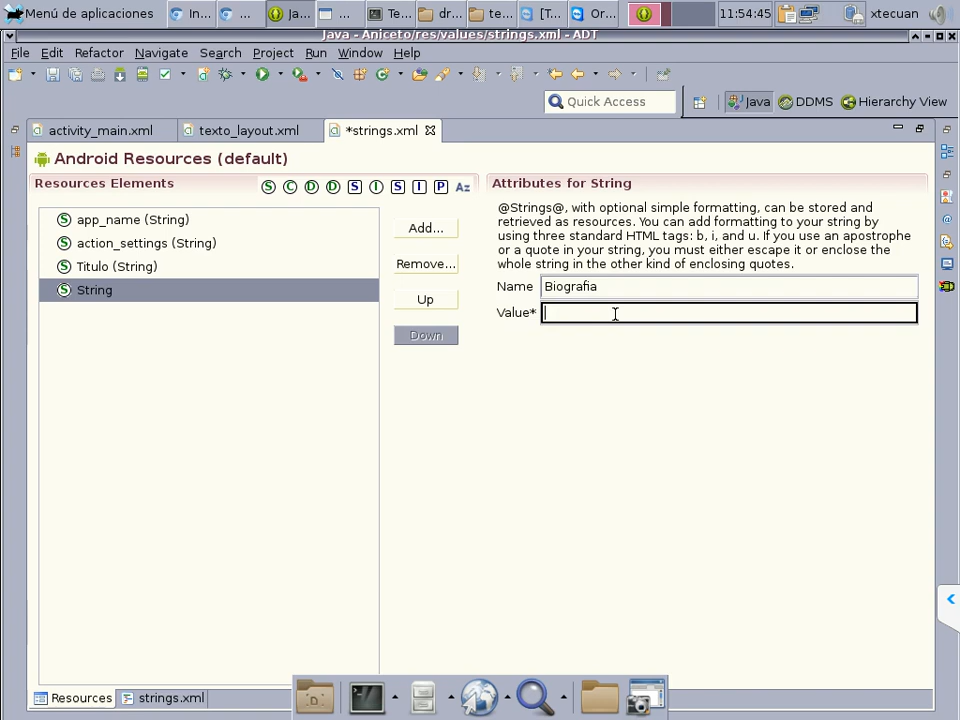 Menú de aplicaciones In... ... Ja... ... Te... dr... te... [T... Or... 11:54:45 xtecuan
Java - Aniceto/res/values/strings.xml - ADT
File Edit Refactor Navigate Search Project Run Window Help
Quick Access Java DDMS Hierarchy View
activity_main.xml texto_layout.xml *strings.xml
Android Resources (default)
Resources Elements S C D D S I S I P Az Attributes for String
@Strings@, with optional simple formatting, can be stored and
retrieved as resources. You can add formatting to your string by
using three standard HTML tags: b, i, and u. If you use an apostrophe
or a quote in your string, you must either escape it or enclose the
whole string in the other kind of enclosing quotes.
S app_name (String)
S action_settings (String)
S Titulo (String)
S String
Add...
Remove...
Up
Down
Name Biografia
Value*
Resources strings.xml